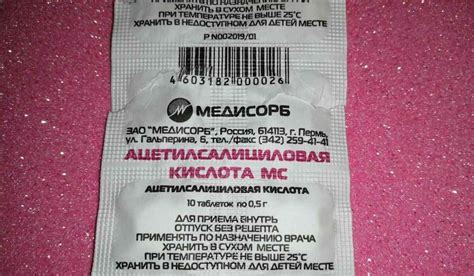 ПРИМЕНЯТЬ ПО НАЗНАЧЕНИЮ
ХРАНИТЬ В СУХОМ МЕСТЕ
ПРИ ТЕМПЕРАТУРЕ НЕ ВЫШЕ 25°С
ХРАНИТЬ В НЕДОСТУПНОМ ДЛЯ ДЕТЕЙ МЕСТЕ
Р N002019/01
4 603182 000026
МЕДИСОРБ
ЗАО "МЕДИСОРБ", Россия, 614113, г. Пермь,
ул. Гальперина, 6, тел./факс (342) 259-41-41
АЦЕТИЛСАЛИЦИЛОВАЯ
КИСЛОТА МС
АЦЕТИЛСАЛИЦИЛОВАЯ КИСЛОТА
10 таблеток по 0,5 г
ДЛЯ ПРИЕМА ВНУТРЬ
ОТПУСК БЕЗ РЕЦЕПТА
ПРИМЕНЯТЬ ПО НАЗНАЧЕНИЮ ВРАЧА
ХРАНИТЬ В СУХОМ МЕСТЕ
ПРИ ТЕМПЕРАТУРЕ НЕ ВЫШЕ 25°С
ХРАНИТЬ В НЕДОСТУПНОМ ДЛЯ ДЕТЕЙ МЕСТЕ